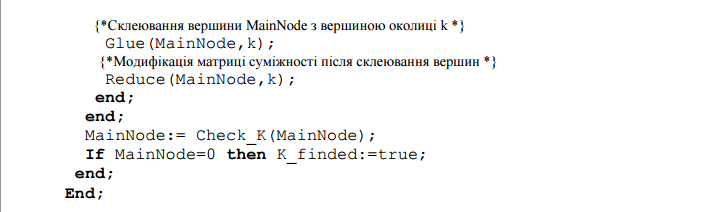 {*Склеювання вершини MainNode з вершиною околиці k *}
Glue(MainNode,k);
{*Модифікація матриці суміжності після склеювання вершин *}
Reduce(MainNode,k);
end;
end;
MainNode:= Check_K(MainNode);
If MainNode=0 then K_finded:=true;
end;
End;